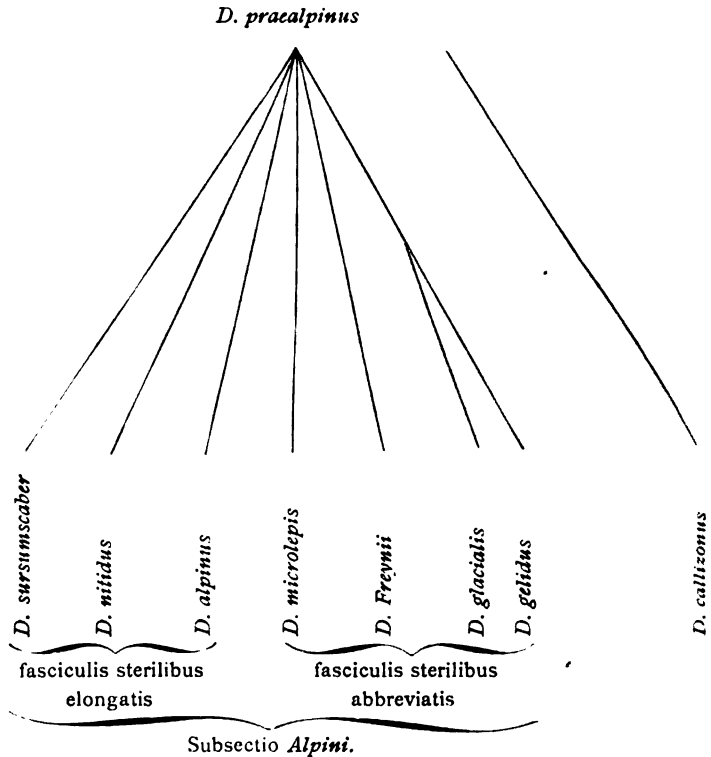 D. praealpinus
D. sursumscaber
D. nitidus
D. alpinus
D. microlepis
D. Freynii
D. glacialis
D. gelidus
D. callizonus
fasciculis sterilibus
elongatis
fasciculis sterilibus
abbreviatis
Subsectio Alpini.